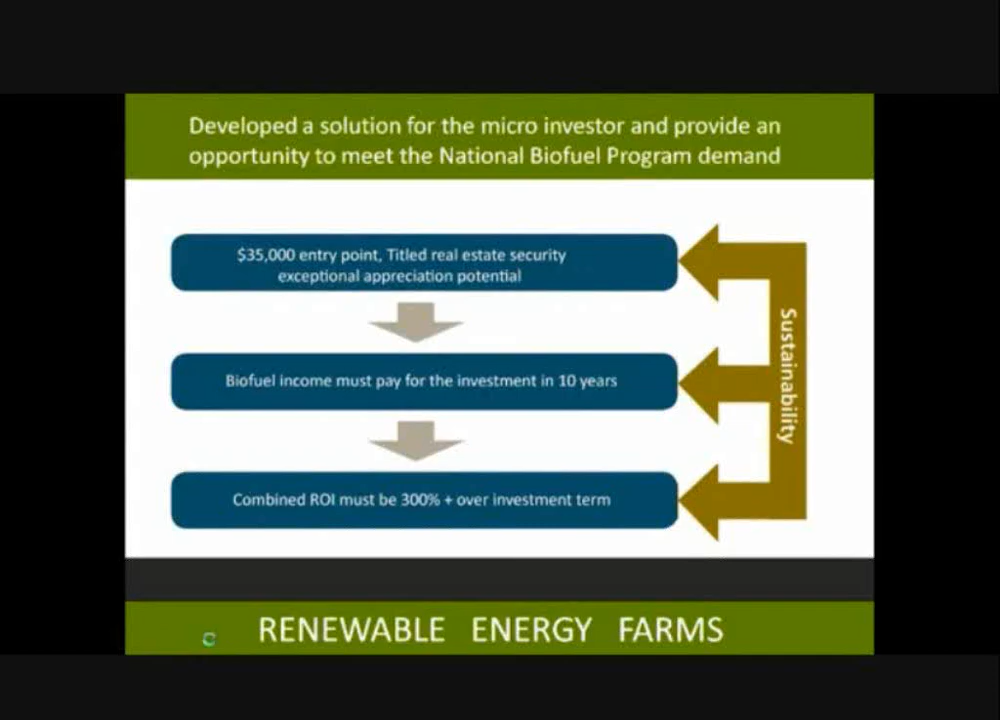 Developed a solution for the micro investor and provide an
opportunity to meet the National Biofuel Program demand
$35,000 entry point, Titled real estate security
exceptional appreciation potential
Biofuel income must pay for the investment in 10 years
Combined ROI must be 300% + over investment term
Sustainability
RENEWABLE ENERGY FARMS